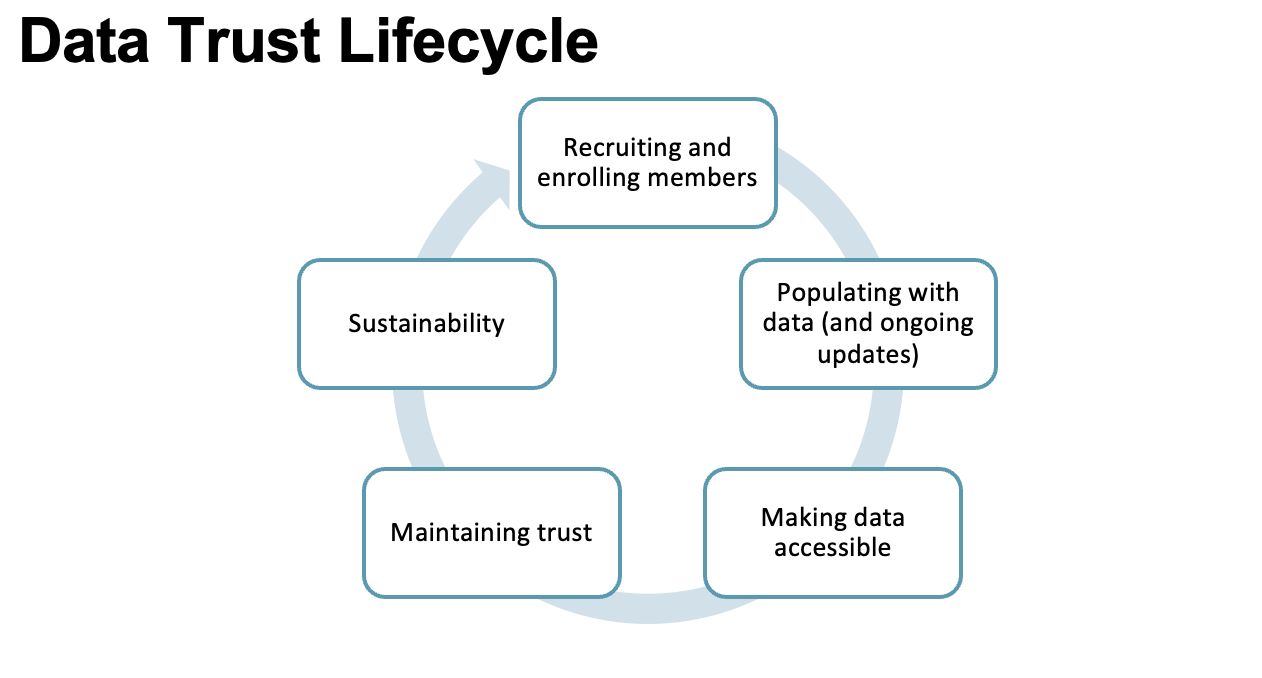 Data Trust Lifecycle
Recruiting and
enrolling members
Populating with
data (and ongoing
updates)
Making data
accessible
Maintaining trust
Sustainability